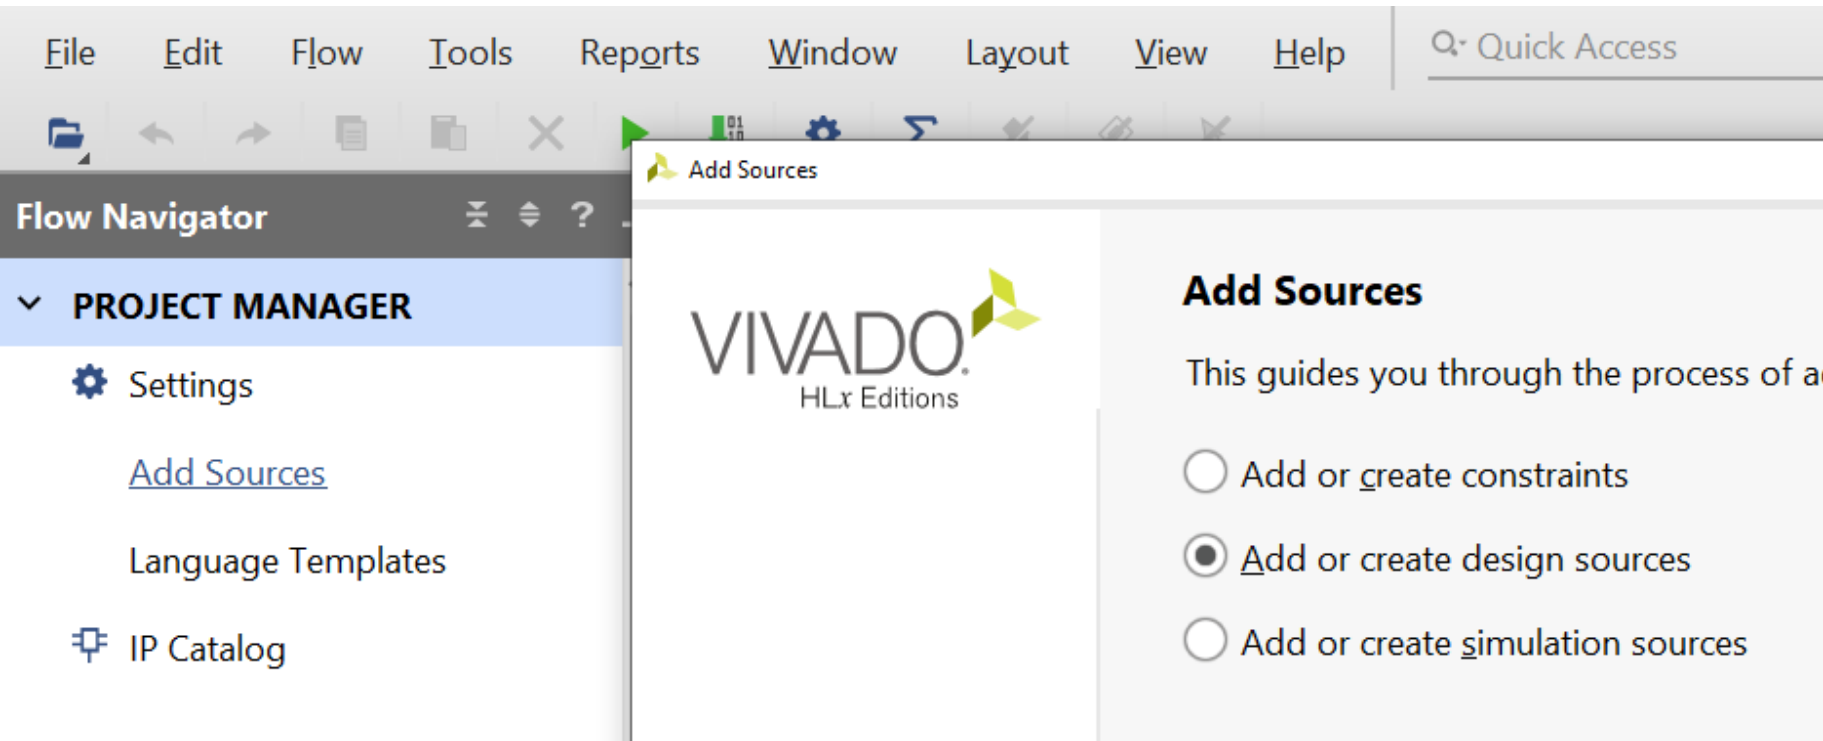 File Edit Flow Tools Reports Window Layout View Help Quick Access
Add Sources
Flow Navigator
PROJECT MANAGER
Settings
Add Sources
Language Templates
IP Catalog
VIVADO.
HLx Editions
Add Sources
This guides you through the process of
Add or create constraints
Add or create design sources
Add or create simulation sources